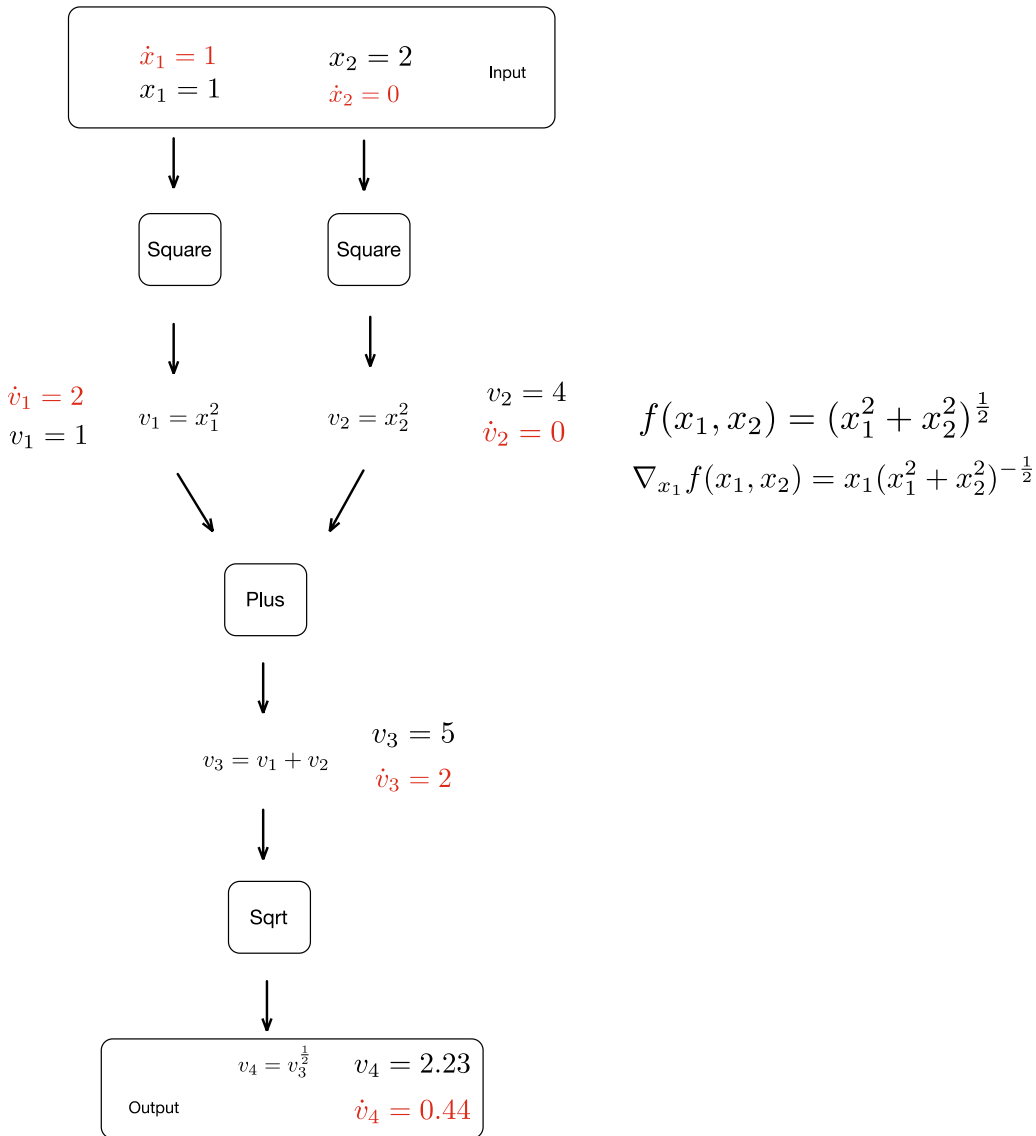 ẋ₁ = 1 x₂ = 2
x₁ = 1 ẋ₂ = 0 Input
Square Square
v̇₁ = 2
v₁ = 1
v₁ = x₁²
v₂ = x₂²
v₂ = 4
v̇₂ = 0
f(x₁, x₂) = (x₁² + x₂²)^{1/2}
∇_{x₁} f(x₁, x₂) = x₁(x₁² + x₂²)^{-1/2}
Plus
v₃ = v₁ + v₂
v₃ = 5
v̇₃ = 2
Sqrt
v₄ = v₃^{1/2} v₄ = 2.23
Output v̇₄ = 0.44